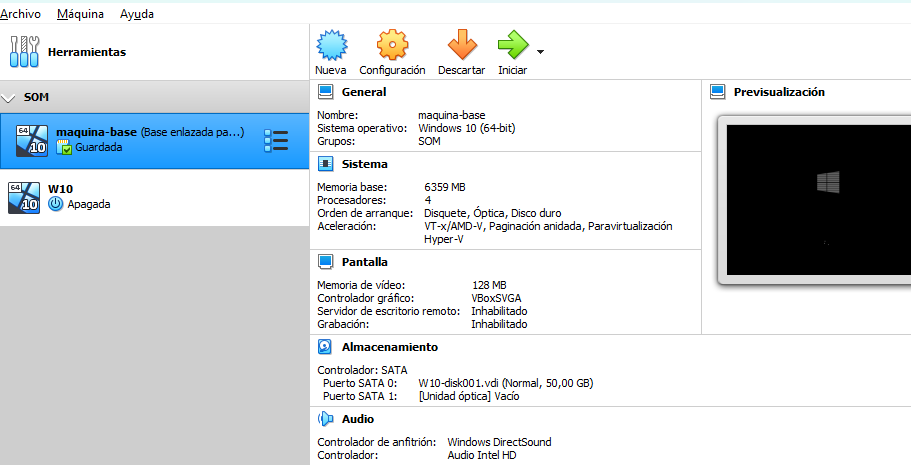 Archivo Máquina Ayuda
Herramientas
Nueva Configuración Descartar Iniciar
SOM
64
10
maquina-base (Base enlazada pa...)
Guardada
64
10
W10
Apagada
General
Nombre: maquina-base
Sistema operativo: Windows 10 (64-bit)
Grupos: SOM
Sistema
Memoria base: 6359 MB
Procesadores: 4
Orden de arranque: Disquete, Óptica, Disco duro
Aceleración: VT-x/AMD-V, Paginación anidada, Paravirtualización
Hyper-V
Pantalla
Memoria de vídeo: 128 MB
Controlador gráfico: VBoxSVGA
Servidor de escritorio remoto: Inhabilitado
Grabación: Inhabilitado
Almacenamiento
Controlador: SATA
Puerto SATA 0: W10-disk001.vdi (Normal, 50,00 GB)
Puerto SATA 1: [Unidad óptica] Vacío
Audio
Controlador de anfitrión: Windows DirectSound
Controlador: Audio Intel HD
Previsualización